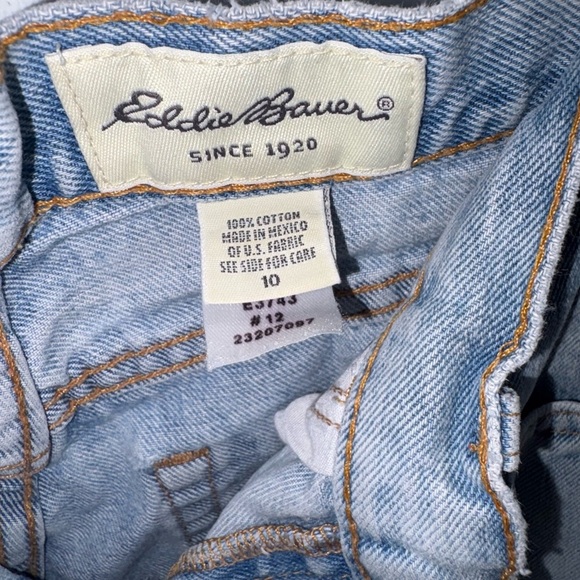 Eddie Bauer®
SINCE 1920
100% COTTON
MADE IN MEXICO
OF U.S. FABRIC
SEE SIDE FOR CARE
10
E3743
# 12
23207097